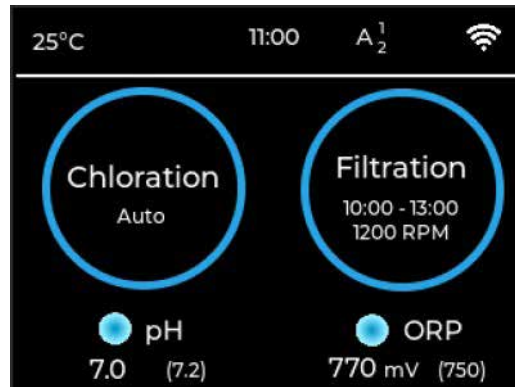 25°C 11:00 A 1 2
Chloration
Auto
Filtration
10:00 - 13:00
1200 RPM
pH
7.0 (7.2)
ORP
770 mV (750)